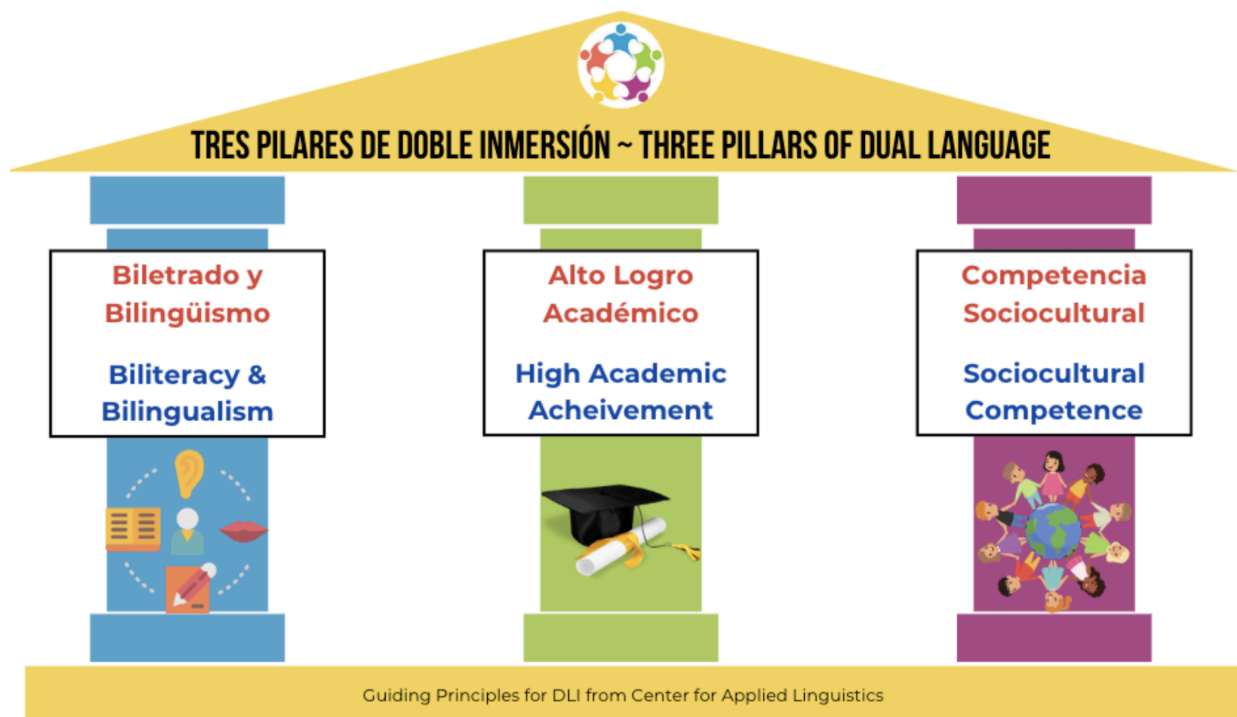 TRES PILARES DE DOBLE INMERSIÓN ~ THREE PILLARS OF DUAL LANGUAGE
Biletrado y
Bilingüismo
Biliteracy &
Bilingualism
Alto Logro
Académico
High Academic
Acheivement
Competencia
Sociocultural
Sociocultural
Competence
Guiding Principles for DLI from Center for Applied Linguistics